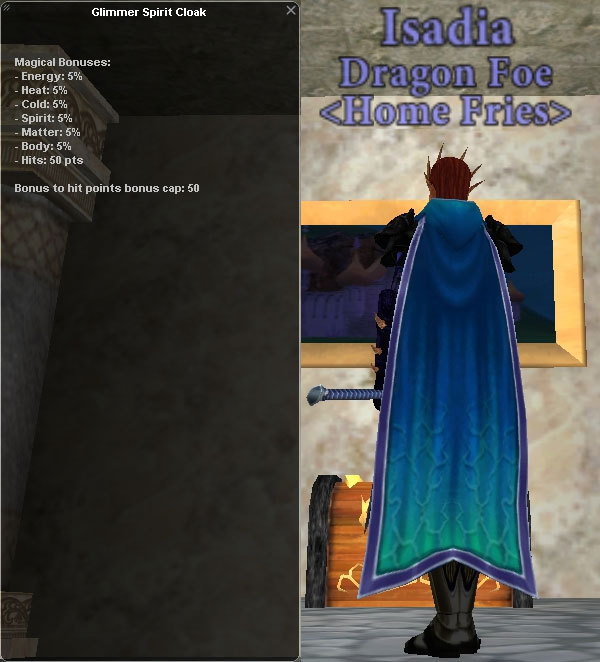 Glimmer Spirit Cloak
Magical Bonuses:
- Energy: 5%
- Heat: 5%
- Cold: 5%
- Spirit: 5%
- Matter: 5%
- Body: 5%
- Hits: 50 pts
Bonus to hit points bonus cap: 50
Isadia
Dragon Foe
<Home Fries>